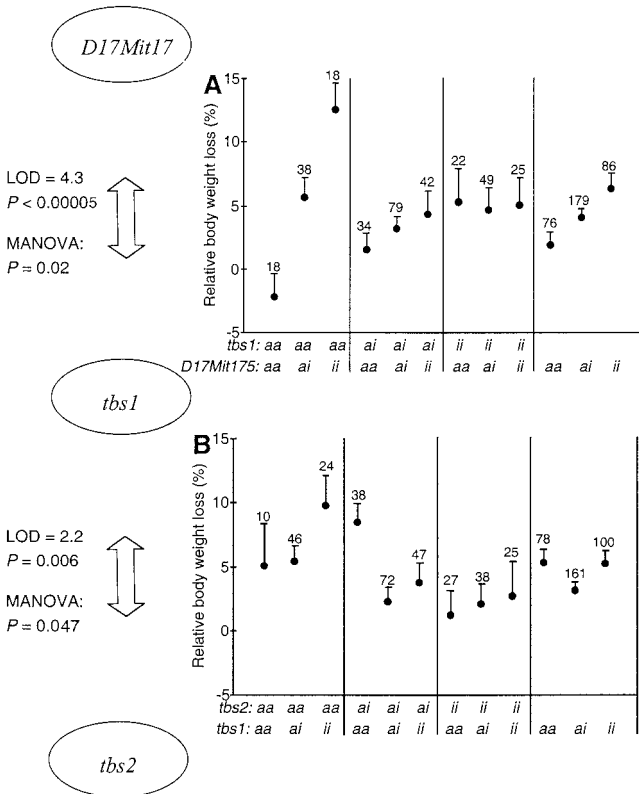 D17Mit17
A
Relative body weight loss (%)
15
10
5
0
-5
18
38
18
34
79
42
22
49
25
76
179
86
tbs1: aa aa aa ai ai ai ii ii ii
D17Mit175: aa ai ii aa ai ii aa ai ii aa ai ii
LOD = 4.3
P < 0.00005
MANOVA:
P = 0.02
tbs1
B
Relative body weight loss (%)
15
10
5
0
-5
10
46
24
38
72
47
27
38
25
78
161
100
tbs2: aa aa aa ai ai ai ii ii ii
tbs1: aa ai ii aa ai ii aa ai ii aa ai ii
LOD = 2.2
P = 0.006
MANOVA:
P = 0.047
tbs2